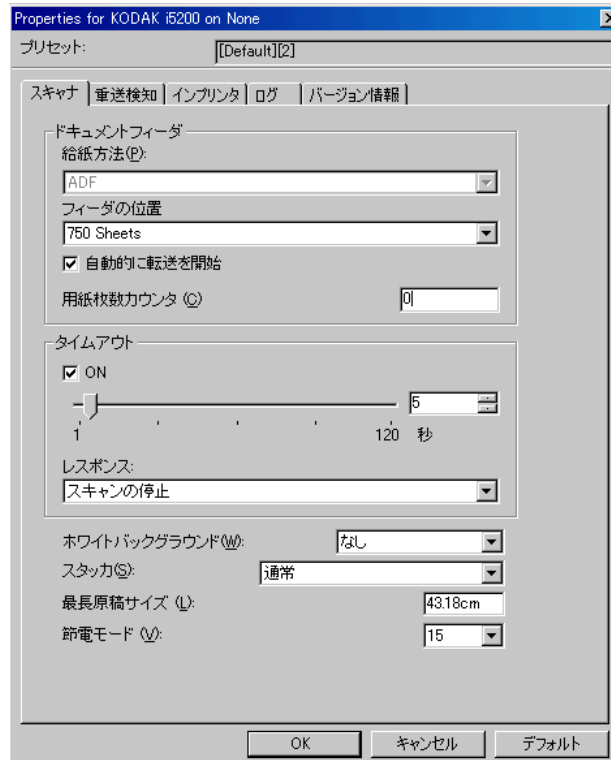 Properties for KODAK i5200 on None
プリセット: [Default][2]
スキャナ 重送検知 インプリンタ ログ バージョン情報
ドキュメントフィーダ
給紙方法(P):
ADF
フィーダの位置
750 Sheets
自動的に転送を開始
用紙枚数カウンタ (C) 0
タイムアウト
ON
5
1 120 秒
レスポンス:
スキャンの停止
ホワイトバックグラウンド(W): なし
スタッカ(S): 通常
最長原稿サイズ (L): 43.18cm
節電モード (V): 15
OK キャンセル デフォルト